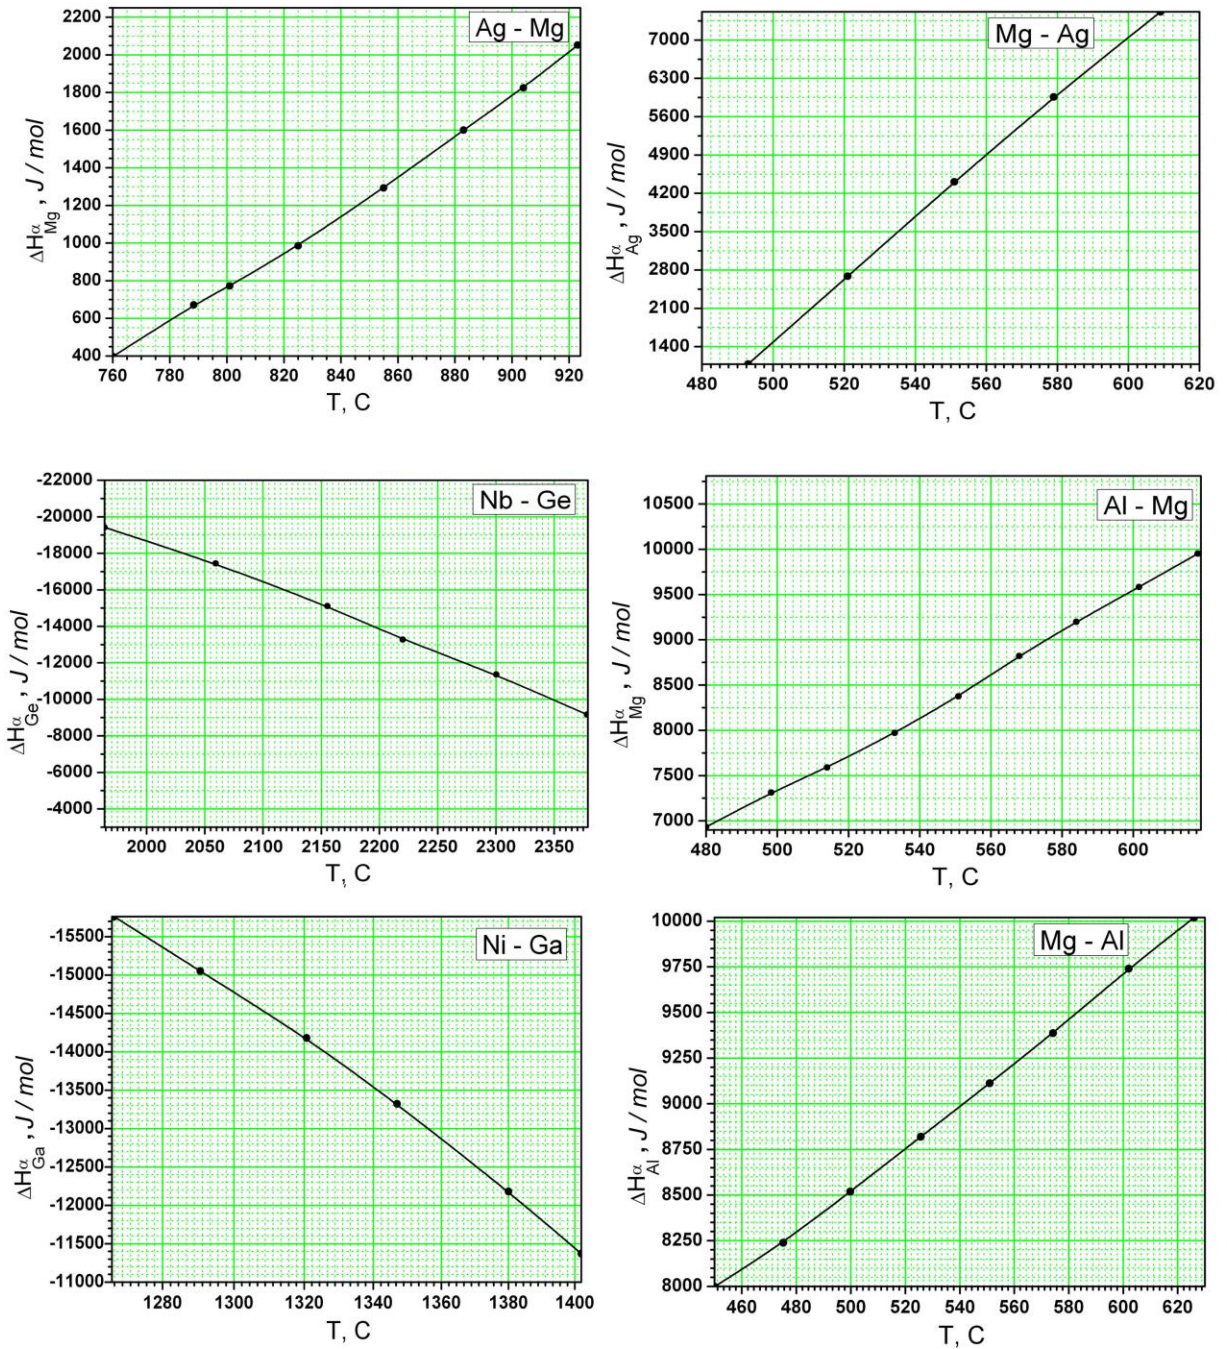 Ag - Mg
2200
2000
1800
1600
1400
1200
1000
800
600
400
ΔHαMg , J / mol
760 780 800 820 840 860 880 900 920
T, C
Mg - Ag
7000
6300
5600
4900
4200
3500
2800
2100
1400
ΔHαAg , J / mol
480 500 520 540 560 580 600 620
T, C
Nb - Ge
-22000
-20000
-18000
-16000
-14000
-12000
-10000
-8000
-6000
-4000
ΔHαGe, J / mol
2000 2050 2100 2150 2200 2250 2300 2350
T, C
Al - Mg
10500
10000
9500
9000
8500
8000
7500
7000
ΔHαMg , J / mol
480 500 520 540 560 580 600
T, C
Ni - Ga
-15500
-15000
-14500
-14000
-13500
-13000
-12500
-12000
-11500
-11000
ΔHαGa , J / mol
1280 1300 1320 1340 1360 1380 1400
T, C
Mg - Al
10000
9750
9500
9250
9000
8750
8500
8250
8000
ΔHαAl , J / mol
460 480 500 520 540 560 580 600 620
T, C